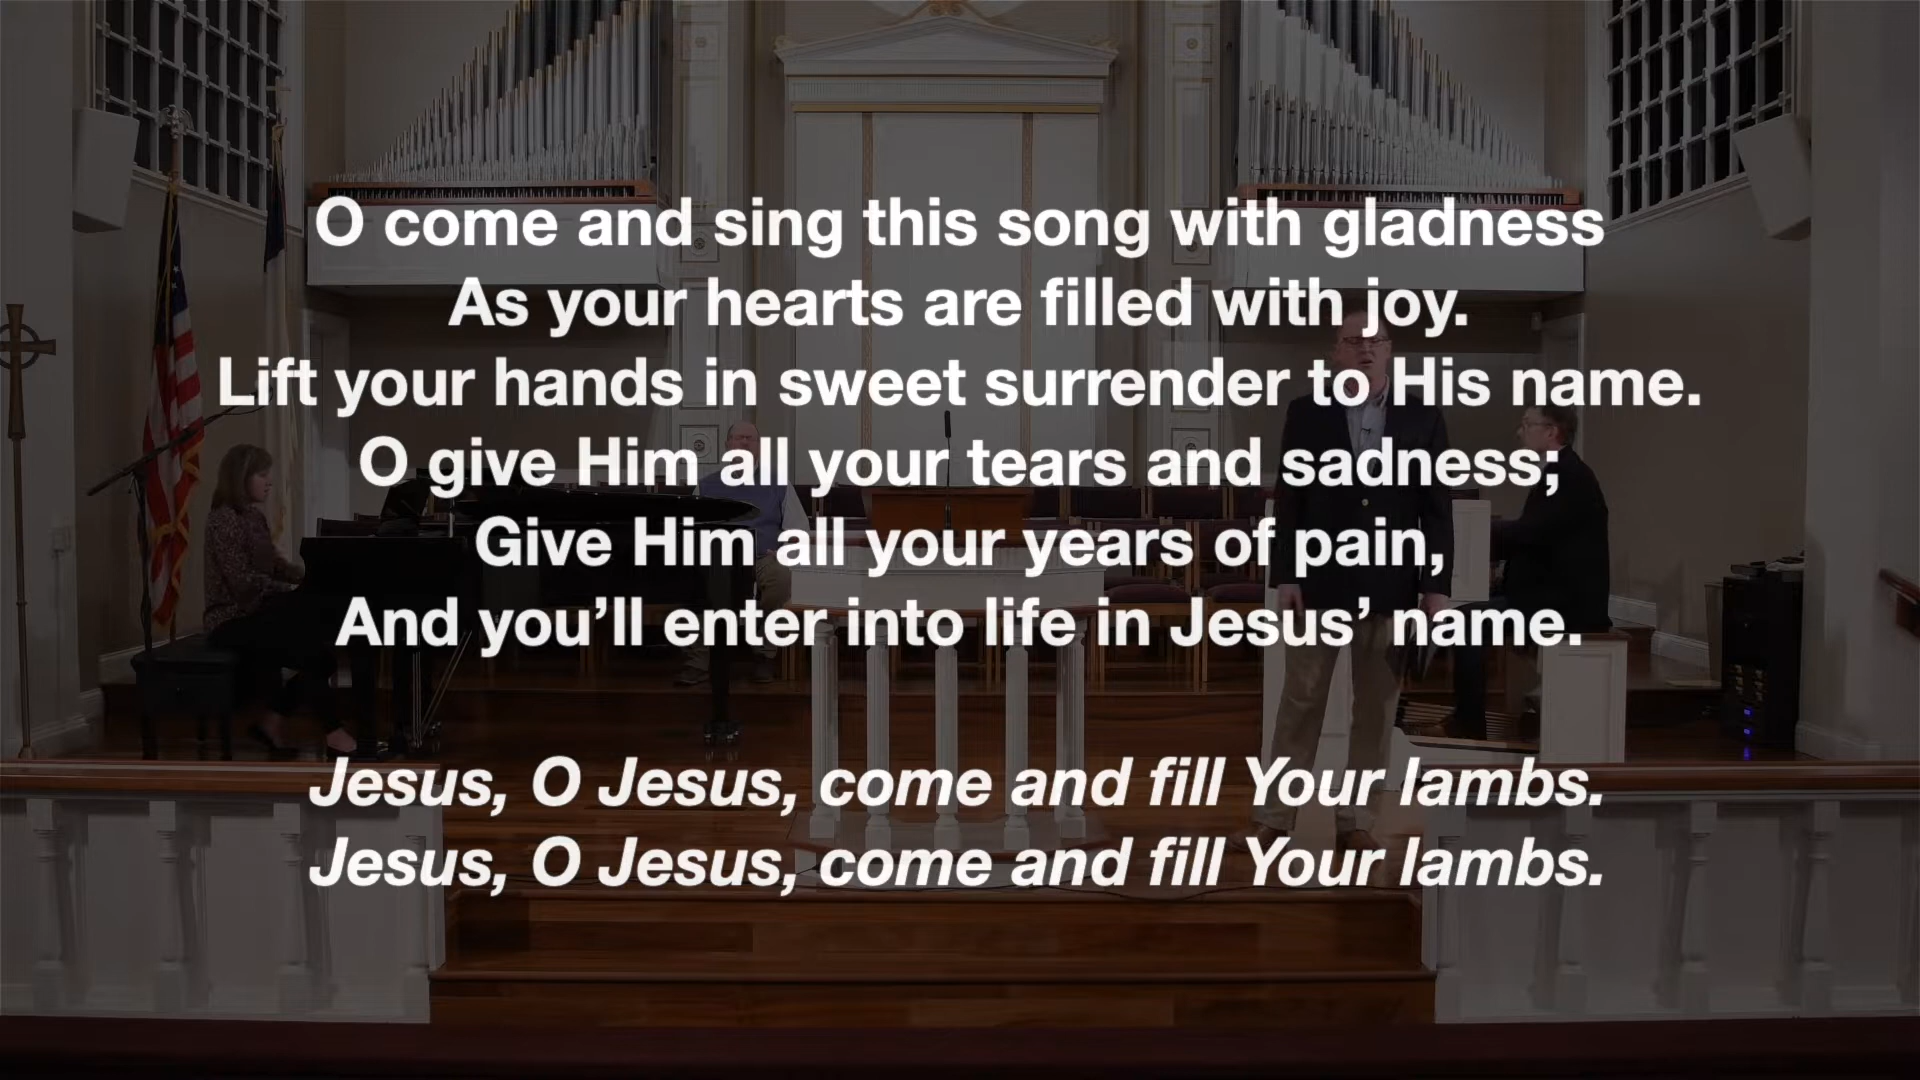 O come and sing this song with gladness
As your hearts are filled with joy.
Lift your hands in sweet surrender to His name.
O give Him all your tears and sadness;
Give Him all your years of pain,
And you’ll enter into life in Jesus’ name.
Jesus, O Jesus, come and fill Your lambs.
Jesus, O Jesus, come and fill Your lambs.